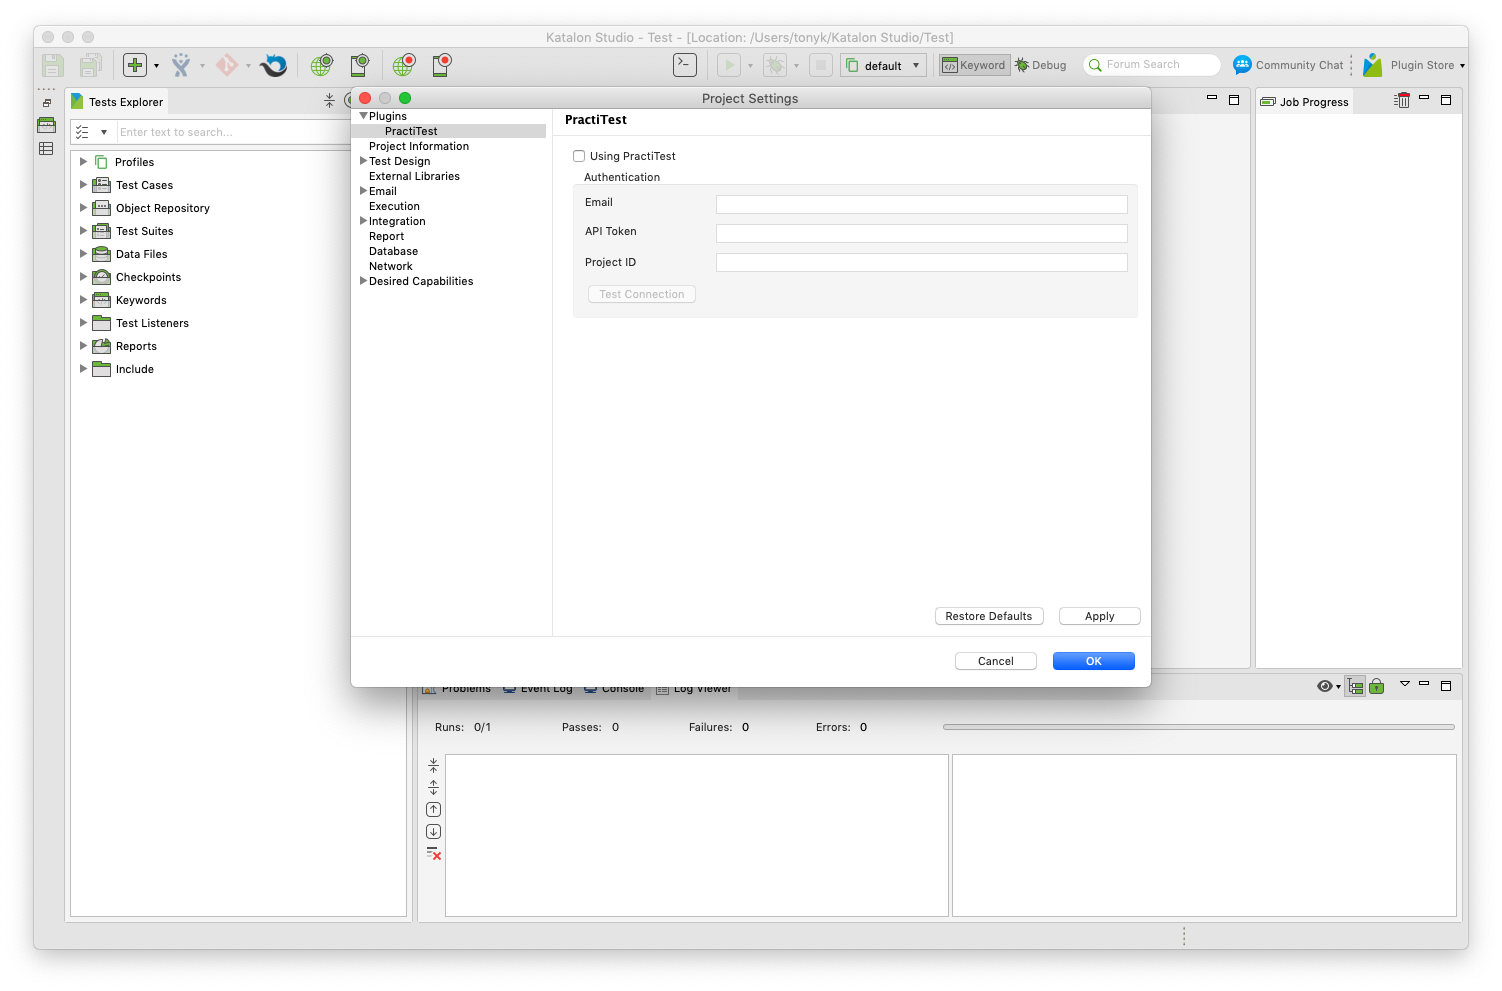 Katalon Studio - Test - [Location: /Users/tonyk/Katalon Studio/Test]
default
Keyword
Debug
Forum Search
Community Chat
Plugin Store
Tests Explorer
Enter text to search...
Profiles
Test Cases
Object Repository
Test Suites
Data Files
Checkpoints
Keywords
Test Listeners
Reports
Include
Project Settings
Plugins
PractiTest
Project Information
Test Design
External Libraries
Email
Execution
Integration
Report
Database
Network
Desired Capabilities
PractiTest
Using PractiTest
Authentication
Email
API Token
Project ID
Test Connection
Restore Defaults
Apply
Cancel
OK
Job Progress
Problems
Event Log
Console
Log Viewer
Runs: 0/1
Passes: 0
Failures: 0
Errors: 0